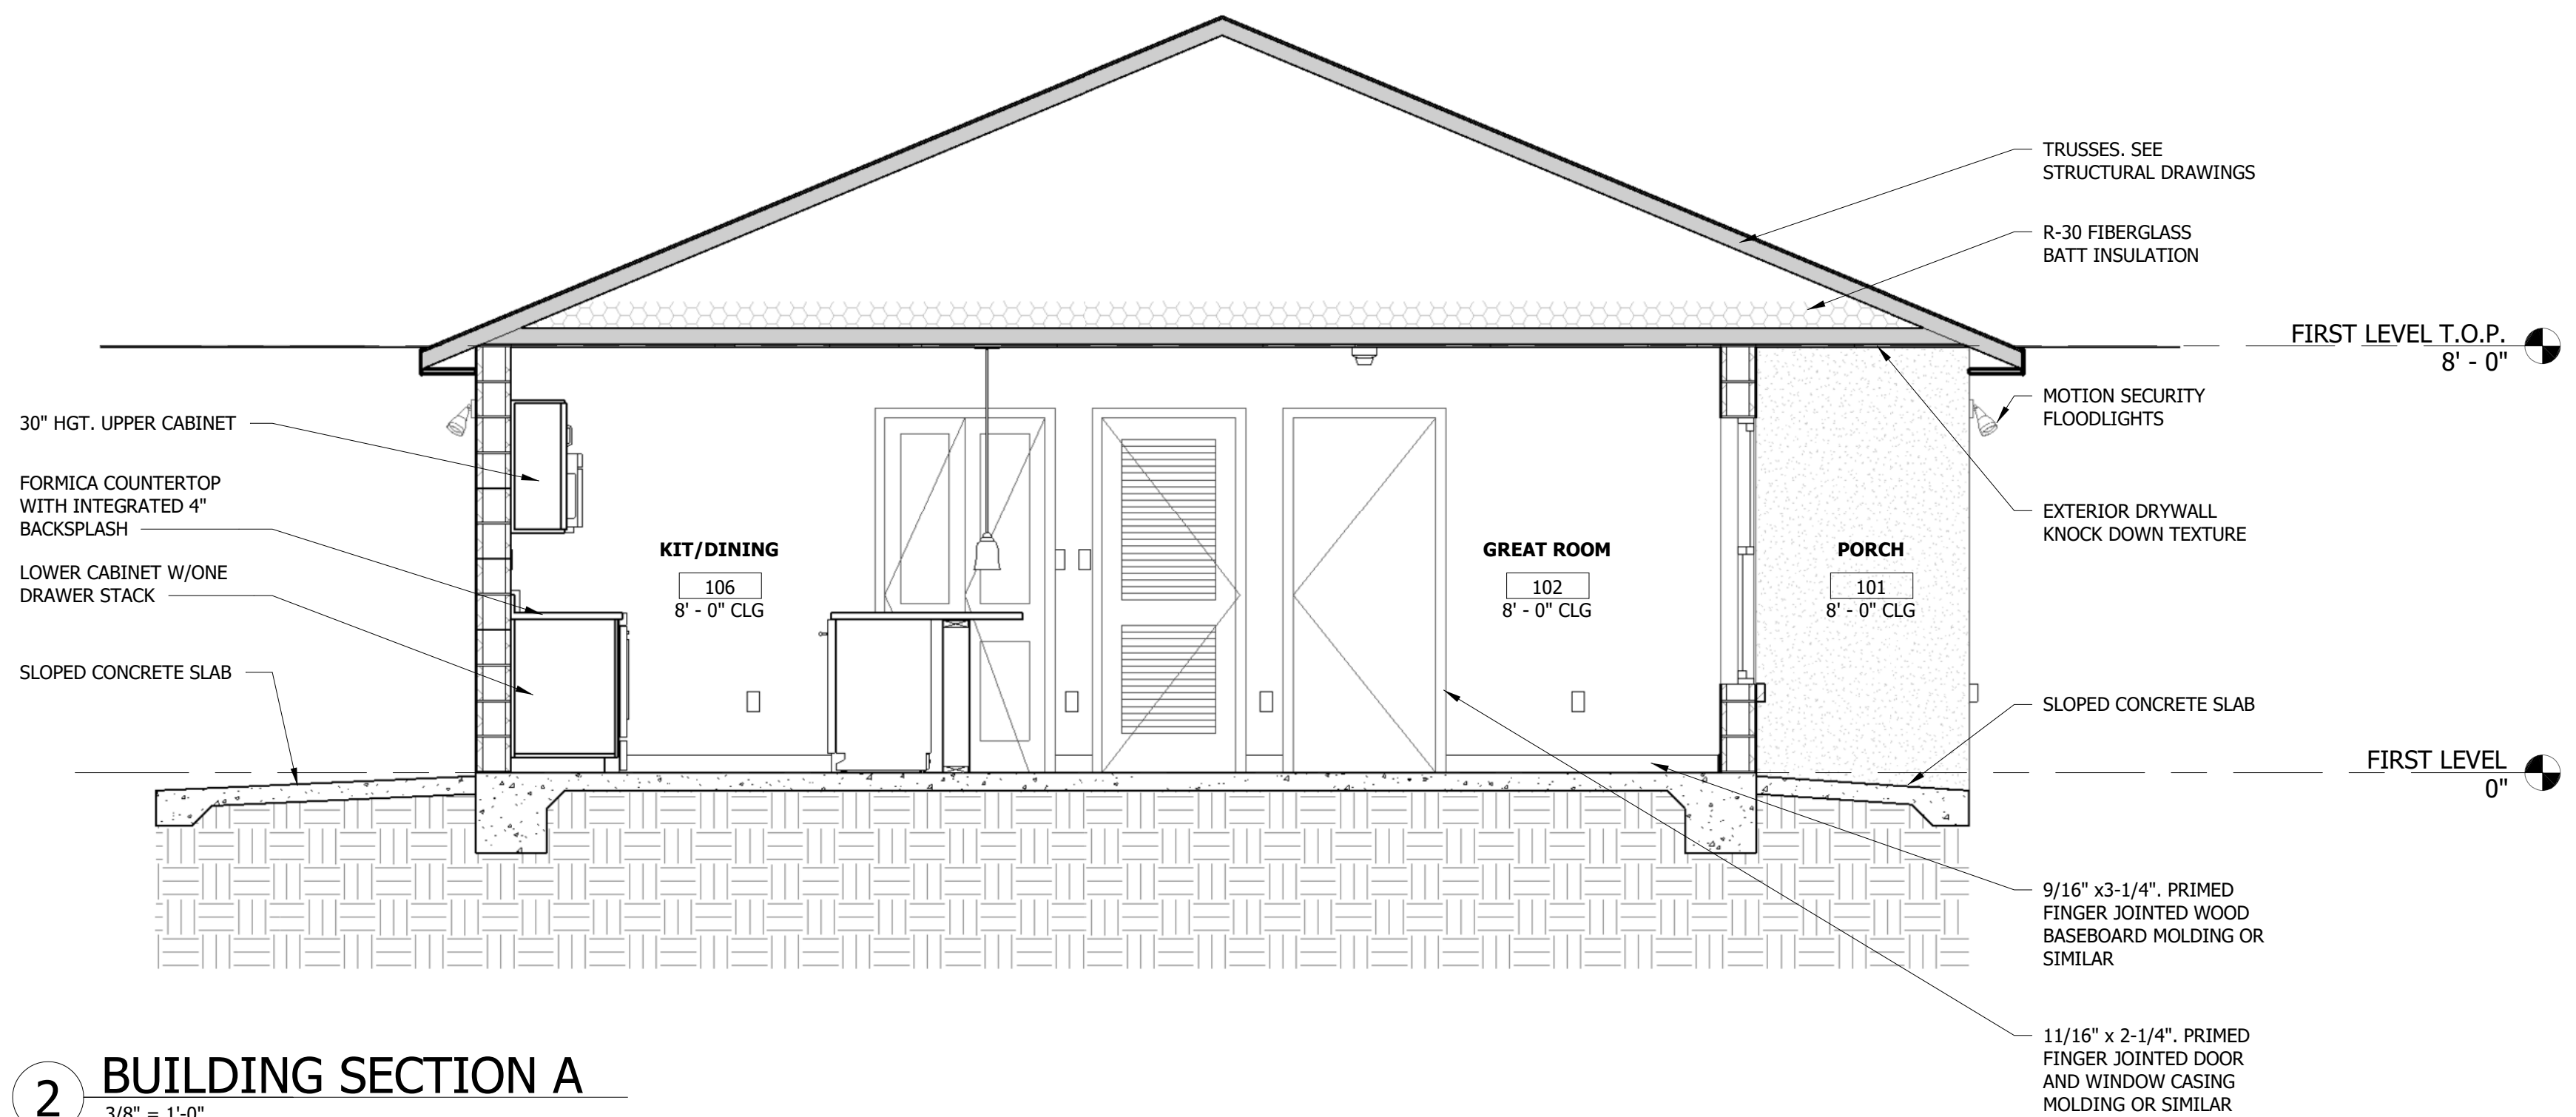 TRUSSES. SEE
STRUCTURAL DRAWINGS
R-30 FIBERGLASS
BATT INSULATION
FIRST LEVEL T.O.P.
8' - 0"
MOTION SECURITY
FLOODLIGHTS
EXTERIOR DRYWALL
KNOCK DOWN TEXTURE
30" HGT. UPPER CABINET
FORMICA COUNTERTOP
WITH INTEGRATED 4"
BACKSPLASH
LOWER CABINET W/ONE
DRAWER STACK
SLOPED CONCRETE SLAB
KIT/DINING
106
8' - 0" CLG
GREAT ROOM
102
8' - 0" CLG
PORCH
101
8' - 0" CLG
SLOPED CONCRETE SLAB
FIRST LEVEL
0"
9/16" x3-1/4". PRIMED
FINGER JOINTED WOOD
BASEBOARD MOLDING OR
SIMILAR
11/16" x 2-1/4". PRIMED
FINGER JOINTED DOOR
AND WINDOW CASING
MOLDING OR SIMILAR
2
BUILDING SECTION A
3/8" = 1'-0"